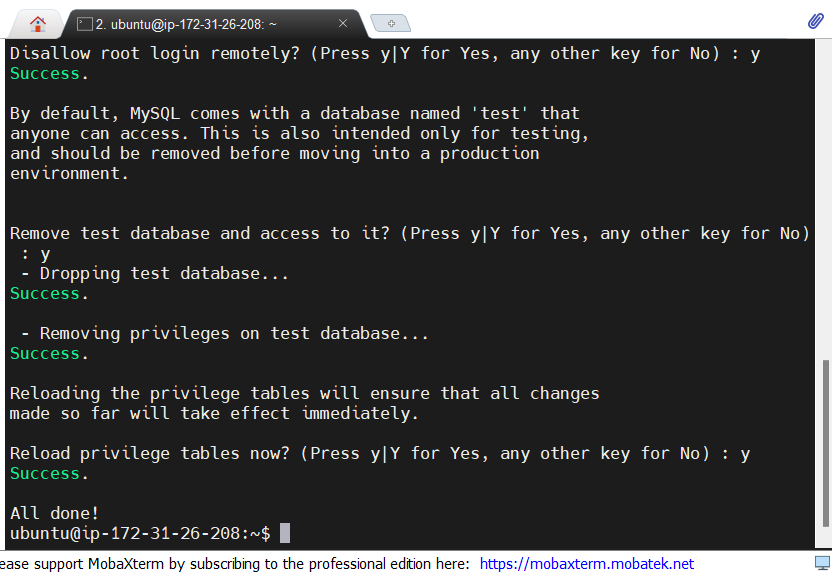 2. ubuntu@ip-172-31-26-208: ~
Disallow root login remotely? (Press y|Y for Yes, any other key for No) : y
Success.
By default, MySQL comes with a database named 'test' that
anyone can access. This is also intended only for testing,
and should be removed before moving into a production
environment.
Remove test database and access to it? (Press y|Y for Yes, any other key for No)
: y
- Dropping test database...
Success.
- Removing privileges on test database...
Success.
Reloading the privilege tables will ensure that all changes
made so far will take effect immediately.
Reload privilege tables now? (Press y|Y for Yes, any other key for No) : y
Success.
All done!
ubuntu@ip-172-31-26-208:~$
ease support MobaXterm by subscribing to the professional edition here: https://mobaxterm.mobatek.net